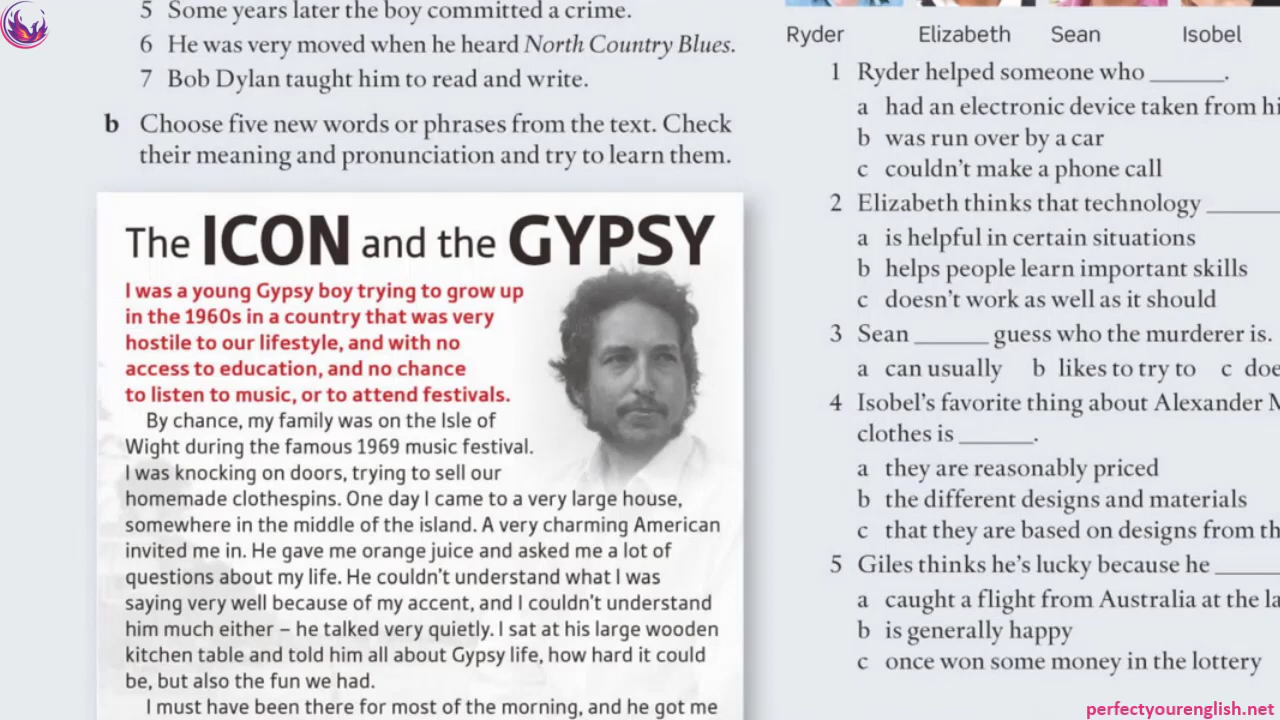 5 Some years later the boy committed a crime.
6 He was very moved when he heard North Country Blues.
7 Bob Dylan taught him to read and write.
b Choose five new words or phrases from the text. Check
their meaning and pronunciation and try to learn them.
The ICON and the GYPSY
I was a young Gypsy boy trying to grow up
in the 1960s in a country that was very
hostile to our lifestyle, and with no
access to education, and no chance
to listen to music, or to attend festivals.
By chance, my family was on the Isle of
Wight during the famous 1969 music festival.
I was knocking on doors, trying to sell our
homemade clothespins. One day I came to a very large house,
somewhere in the middle of the island. A very charming American
invited me in. He gave me orange juice and asked me a lot of
questions about my life. He couldn't understand what I was
saying very well because of my accent, and I couldn't understand
him much either – he talked very quietly. I sat at his large wooden
kitchen table and told him all about Gypsy life, how hard it could
be, but also the fun we had.
I must have been there for most of the morning, and he got me
Ryder Elizabeth Sean Isobel
1 Ryder helped someone who ______.
a had an electronic device taken from
b was run over by a car
c couldn't make a phone call
2 Elizabeth thinks that technology ______
a is helpful in certain situations
b helps people learn important skills
c doesn't work as well as it should
3 Sean ______ guess who the murderer is.
a can usually b likes to try to c
4 Isobel's favorite thing about Alexander
clothes is ______.
a they are reasonably priced
b the different designs and materials
c that they are based on designs from
5 Giles thinks he's lucky because he ______
a caught a flight from Australia at the
b is generally happy
c once won some money in the lottery
perfectyourenglish.net